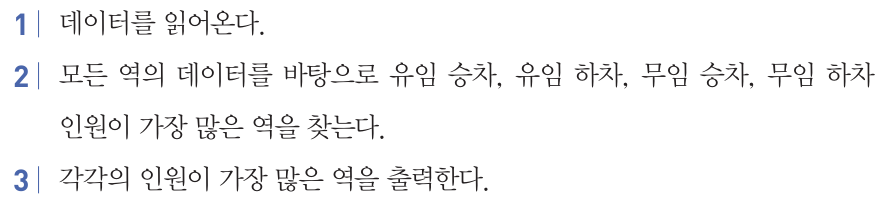 1 데이터를 읽어온다.
2 모든 역의 데이터를 바탕으로 유임 승차, 유임 하차, 무임 승차, 무임 하차
인원이 가장 많은 역을 찾는다.
3 각각의 인원이 가장 많은 역을 출력한다.